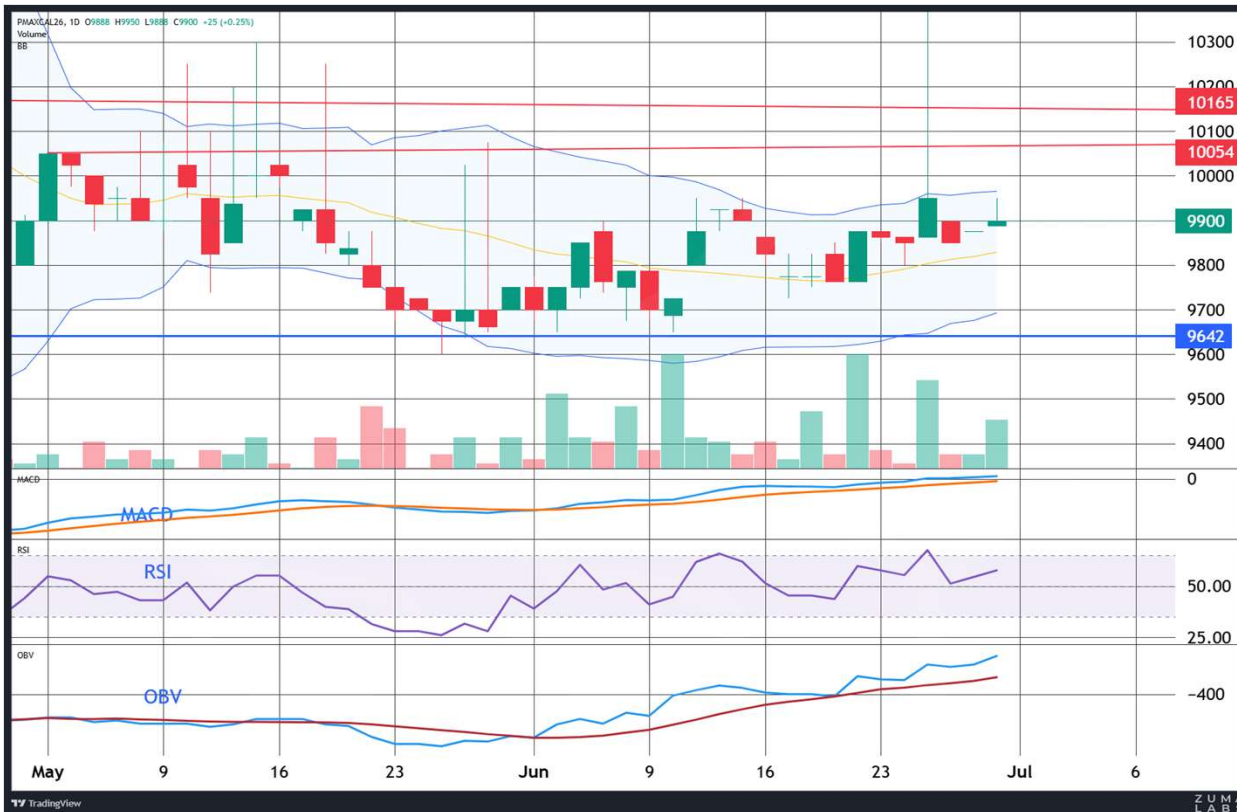 PMAXCAL26, 1D O9888 H9950 L9888 C9900 +25 (+0.25%)
Volume
BB
10300
10200
10165
10100
10054
10000
9900
9800
9700
9642
9600
9500
9400
MACD
0
MACD
RSI
RSI
50.00
25.00
OBV
OBV
−400
May 9 16 23 Jun 9 16 23 Jul 6
TradingView
ZUMA
LABS